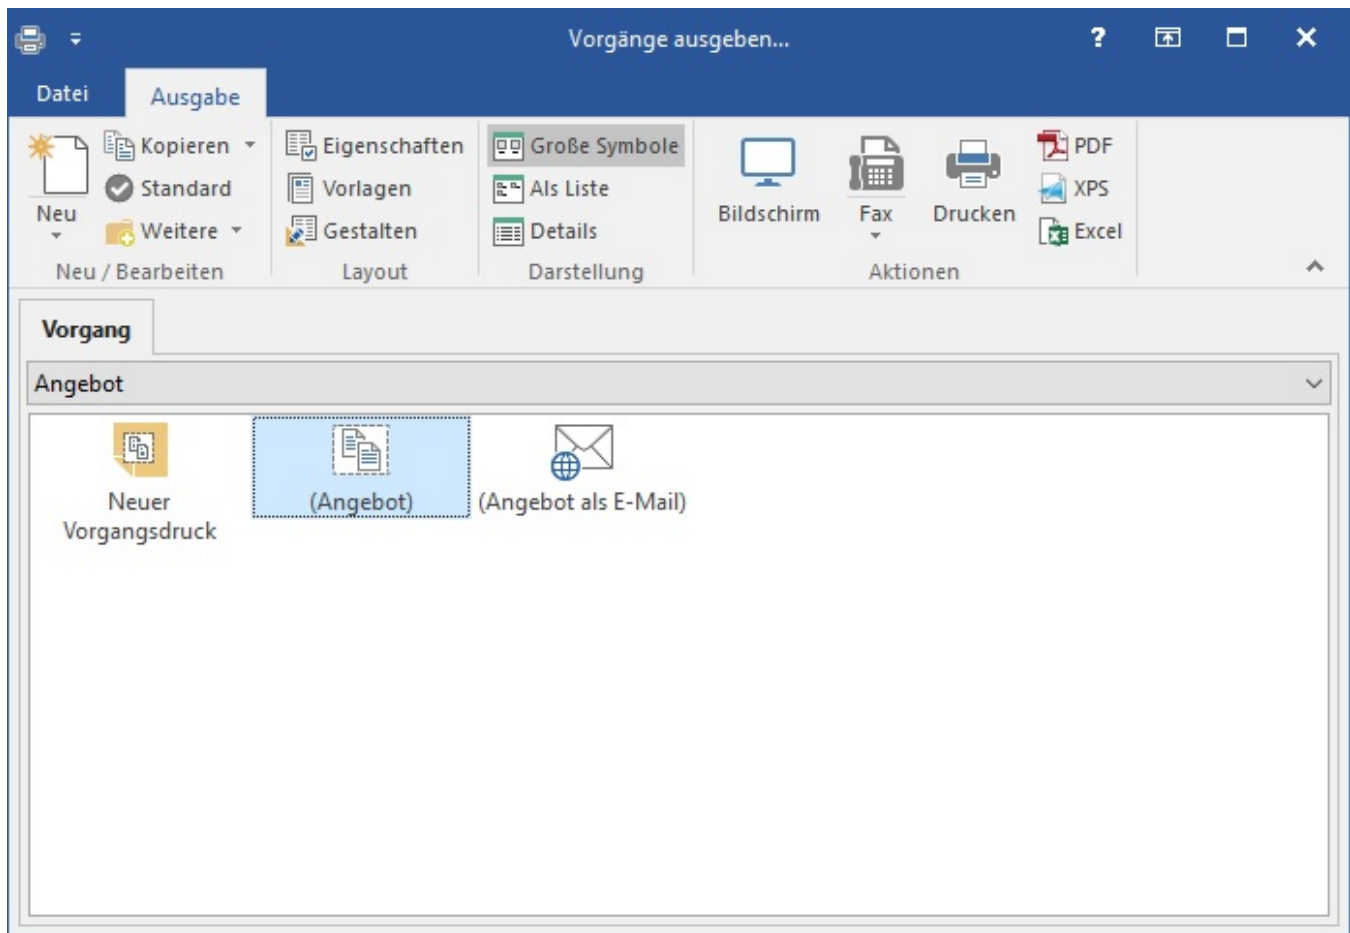 Vorgänge ausgeben...
?
Datei Ausgabe
Neu
Kopieren
Standard
Weitere
Neu / Bearbeiten
Eigenschaften
Vorlagen
Gestalten
Layout
Große Symbole
Als Liste
Details
Darstellung
Bildschirm
Fax
Drucken
PDF
XPS
Excel
Aktionen
Vorgang
Angebot
Neuer
Vorgangsdruck
(Angebot)
(Angebot als E-Mail)